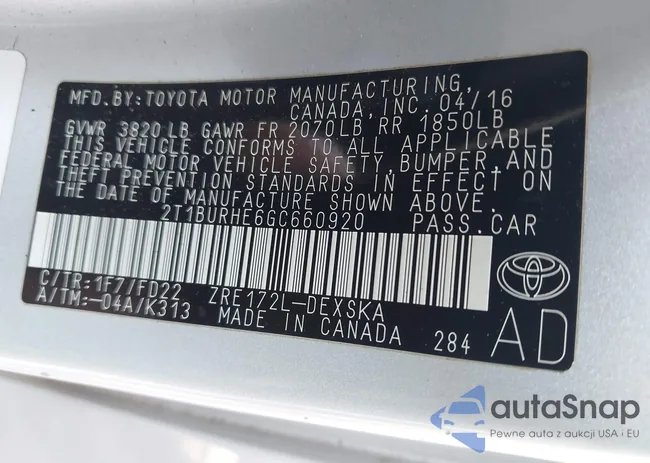 MFD. BY: TOYOTA MOTOR MANUFACTURING,
CANADA, INC. 04/16
GVWR 3820 LB GAWR FR 2070LB RR 1850LB
THIS VEHICLE CONFORMS TO ALL APPLICABLE
FEDERAL MOTOR VEHICLE SAFETY, BUMPER, AND
THEFT PREVENTION STANDARDS IN EFFECT ON
THE DATE OF MANUFACTURE SHOWN ABOVE.
2T1BURHE6GC660920 PASS. CAR
C/TR:1F7/FD22 ZRE172L-DEXSKA
A/TM:-04A/K313 MADE IN CANADA 284 AD
autaSnap
Pewne auta z aukcji USA i EU